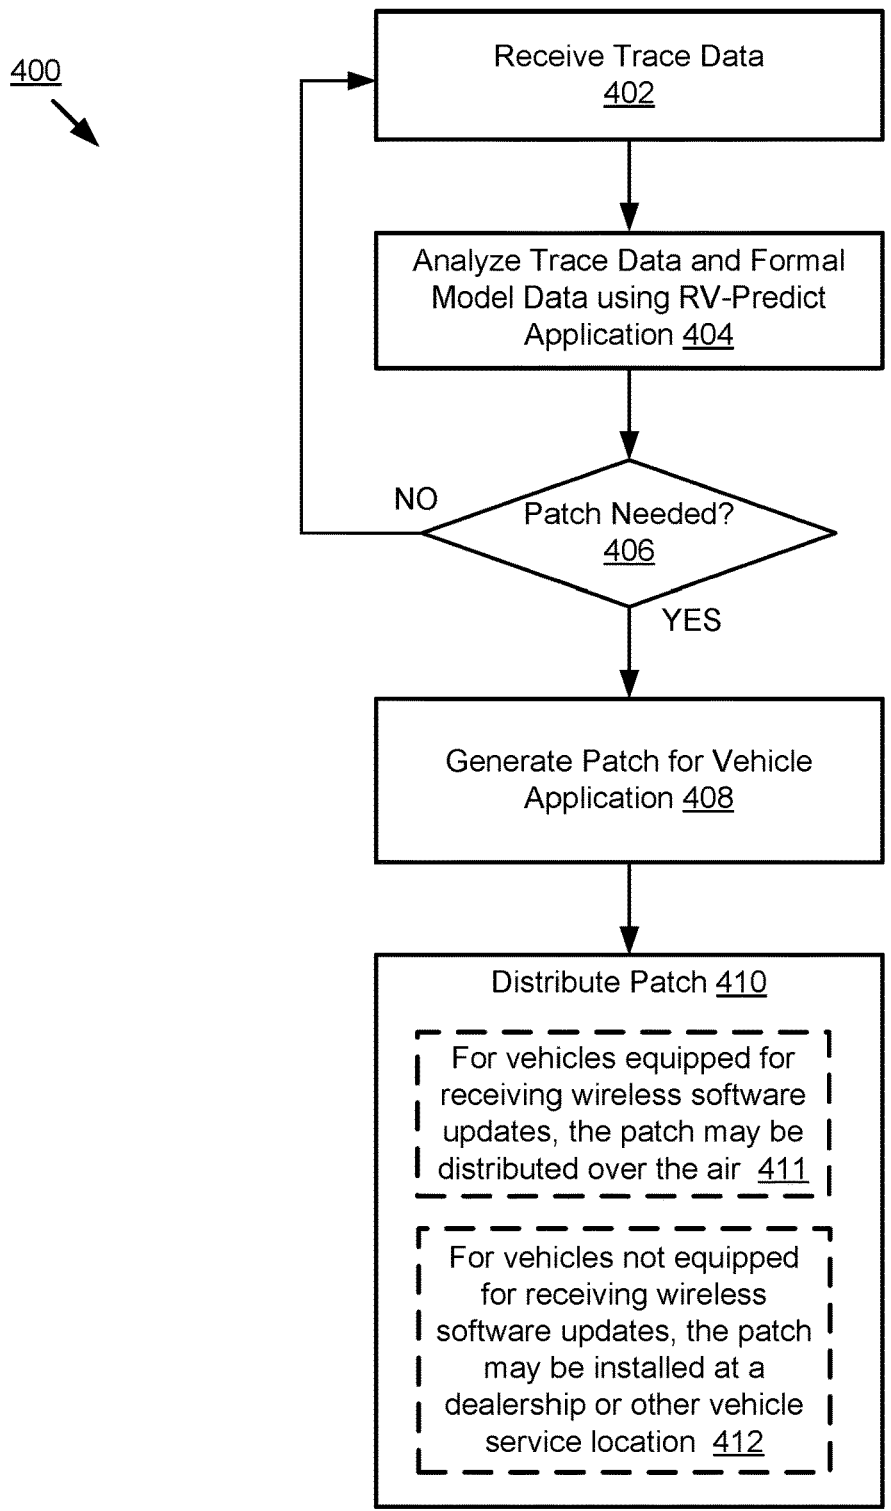 400
Receive Trace Data
402
Analyze Trace Data and Formal
Model Data using RV-Predict
Application 404
NO
Patch Needed?
406
YES
Generate Patch for Vehicle
Application 408
Distribute Patch 410
For vehicles equipped for
receiving wireless software
updates, the patch may be
distributed over the air 411
For vehicles not equipped
for receiving wireless
software updates, the patch
may be installed at a
dealership or other vehicle
service location 412